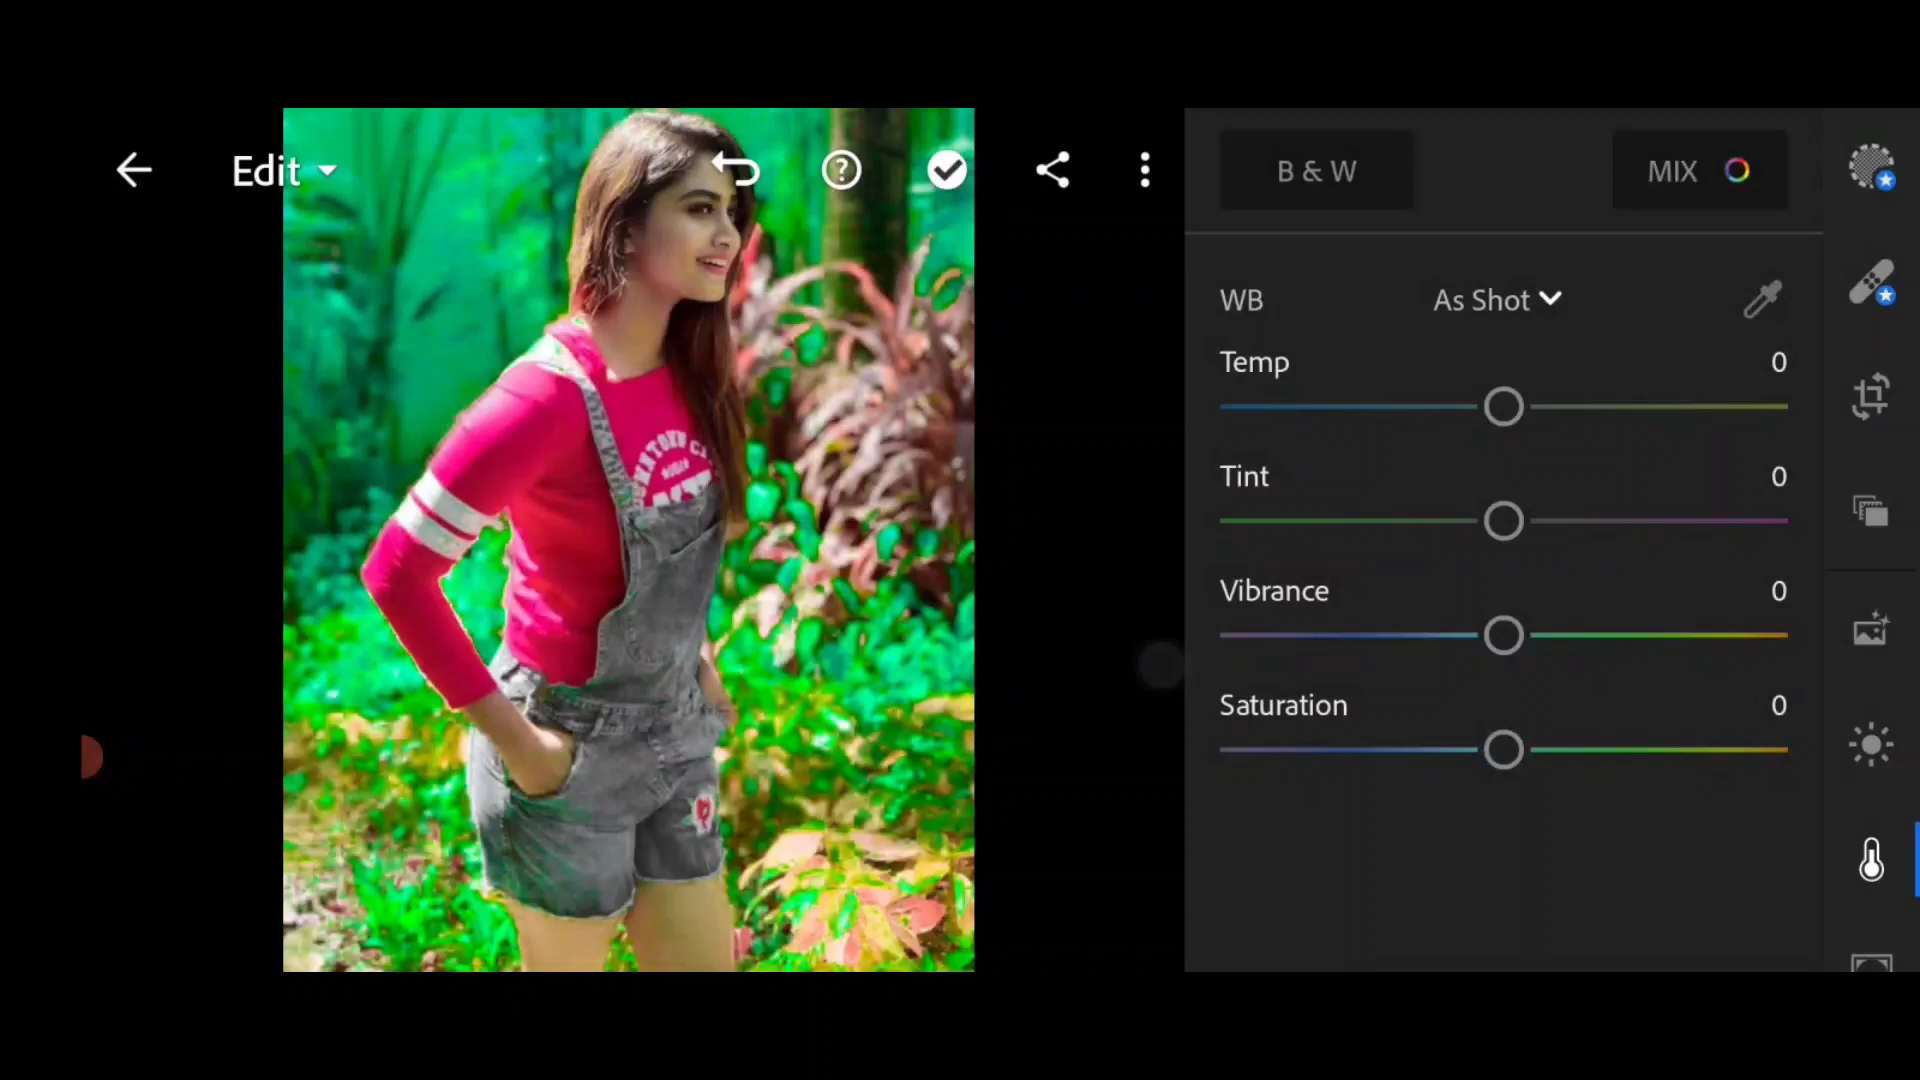 Edit
B & W
MIX
WB
As Shot
Temp
0
Tint
0
Vibrance
0
Saturation
0